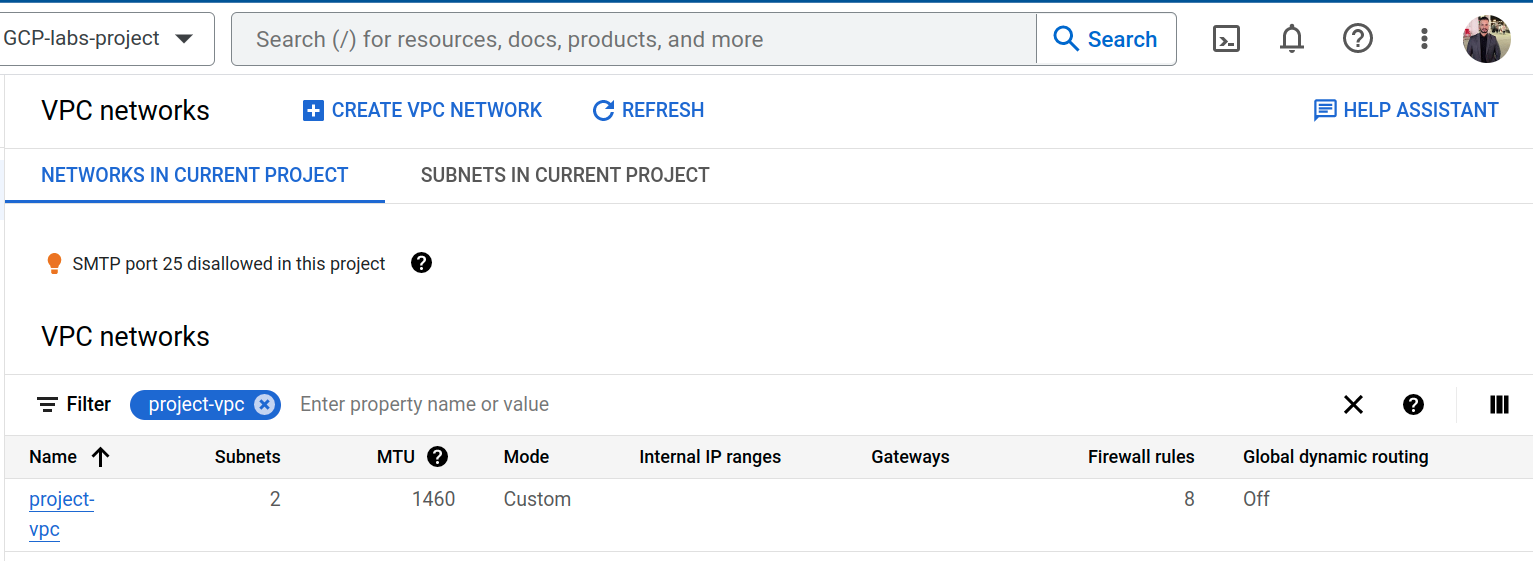 GCP-labs-project Search (/) for resources, docs, products, and more Search
VPC networks CREATE VPC NETWORK REFRESH HELP ASSISTANT
NETWORKS IN CURRENT PROJECT SUBNETS IN CURRENT PROJECT
SMTP port 25 disallowed in this project
VPC networks
Filter project-vpc Enter property name or value
Name Subnets MTU Mode Internal IP ranges Gateways Firewall rules Global dynamic routing
project- 2 1460 Custom 8 Off
vpc